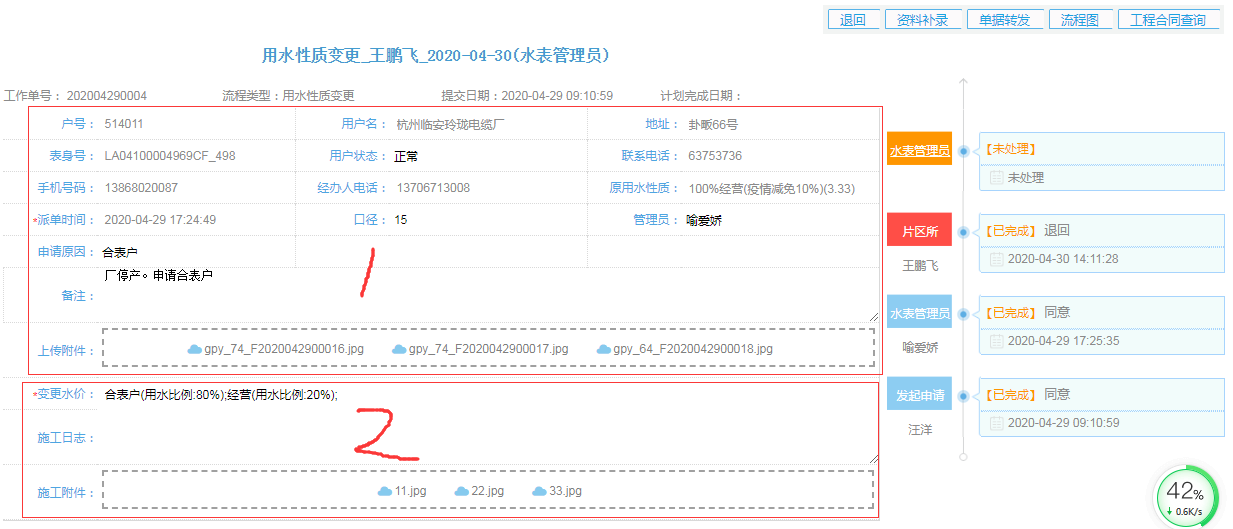 退回 资料补录 单据转发 流程图 工程合同查询
用水性质变更_王鹏飞_2020-04-30(水表管理员)
工作单号： 202004290004 流程类型：用水性质变更 提交日期：2020-04-29 09:10:59 计划完成日期：
户号： 514011 用户名： 杭州临安玲珑电缆厂 地址： 卦畈66号
表身号： LA04100004969CF_498 用户状态： 正常 联系电话： 63753736
手机号码： 13868020087 经办人电话： 13706713008 原用水性质： 100%经营(疫情减免10%)(3.33)
*派单时间： 2020-04-29 17:24:49 口径： 15 管理员： 喻爱娇
申请原因： 合表户
厂停产。申请合表户
备注：
1
上传附件： gpy_74_F2020042900016.jpg gpy_74_F2020042900017.jpg gpy_64_F2020042900018.jpg
*变更水价： 合表户(用水比例:80%);经营(用水比例:20%);
施工日志：
2
施工附件： 11.jpg 22.jpg 33.jpg
水表管理员 【未处理】
未处理
片区所 【已完成】 退回
王鹏飞 2020-04-30 14:11:28
水表管理员 【已完成】 同意
喻爱娇 2020-04-29 17:25:35
发起申请 【已完成】 同意
汪洋 2020-04-29 09:10:59
42%
↓ 0.6K/s